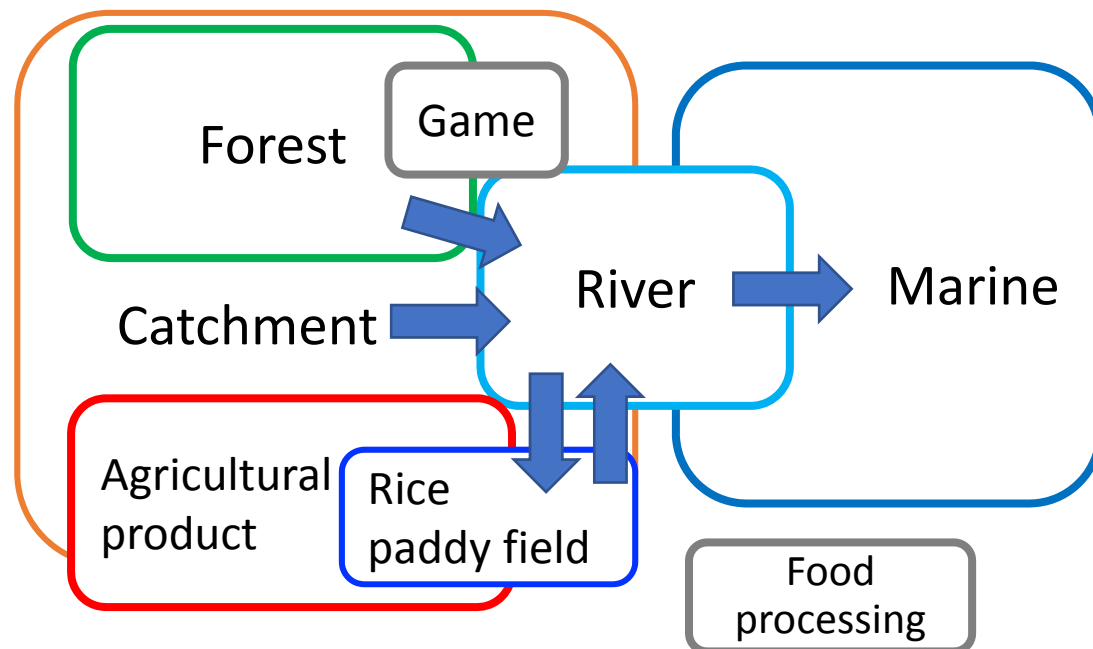 Game
Forest
River
Marine
Catchment
Agricultural
product
Rice
paddy field
Food
processing